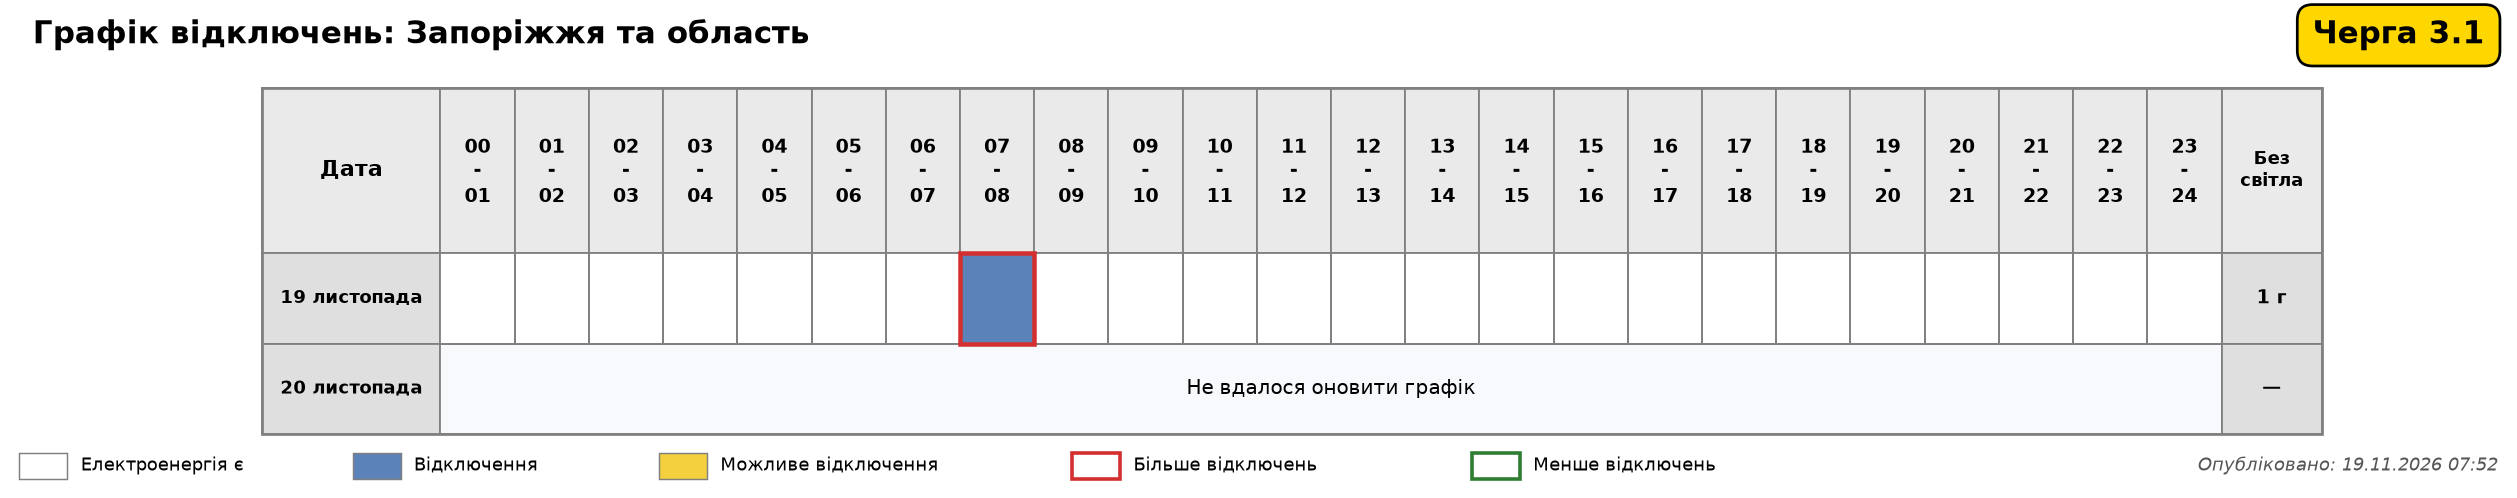 Графік відключень: Запоріжжя та область
Черга 3.1
Дата
00 - 01
01 - 02
02 - 03
03 - 04
04 - 05
05 - 06
06 - 07
07 - 08
08 - 09
09 - 10
10 - 11
11 - 12
12 - 13
13 - 14
14 - 15
15 - 16
16 - 17
17 - 18
18 - 19
19 - 20
20 - 21
21 - 22
22 - 23
23 - 24
Без
світла
19 листопада
1 г
20 листопада
Не вдалося оновити графік
—
Електроенергія є
Відключення
Можливе відключення
Більше відключень
Менше відключень
Опубліковано: 19.11.2026 07:52